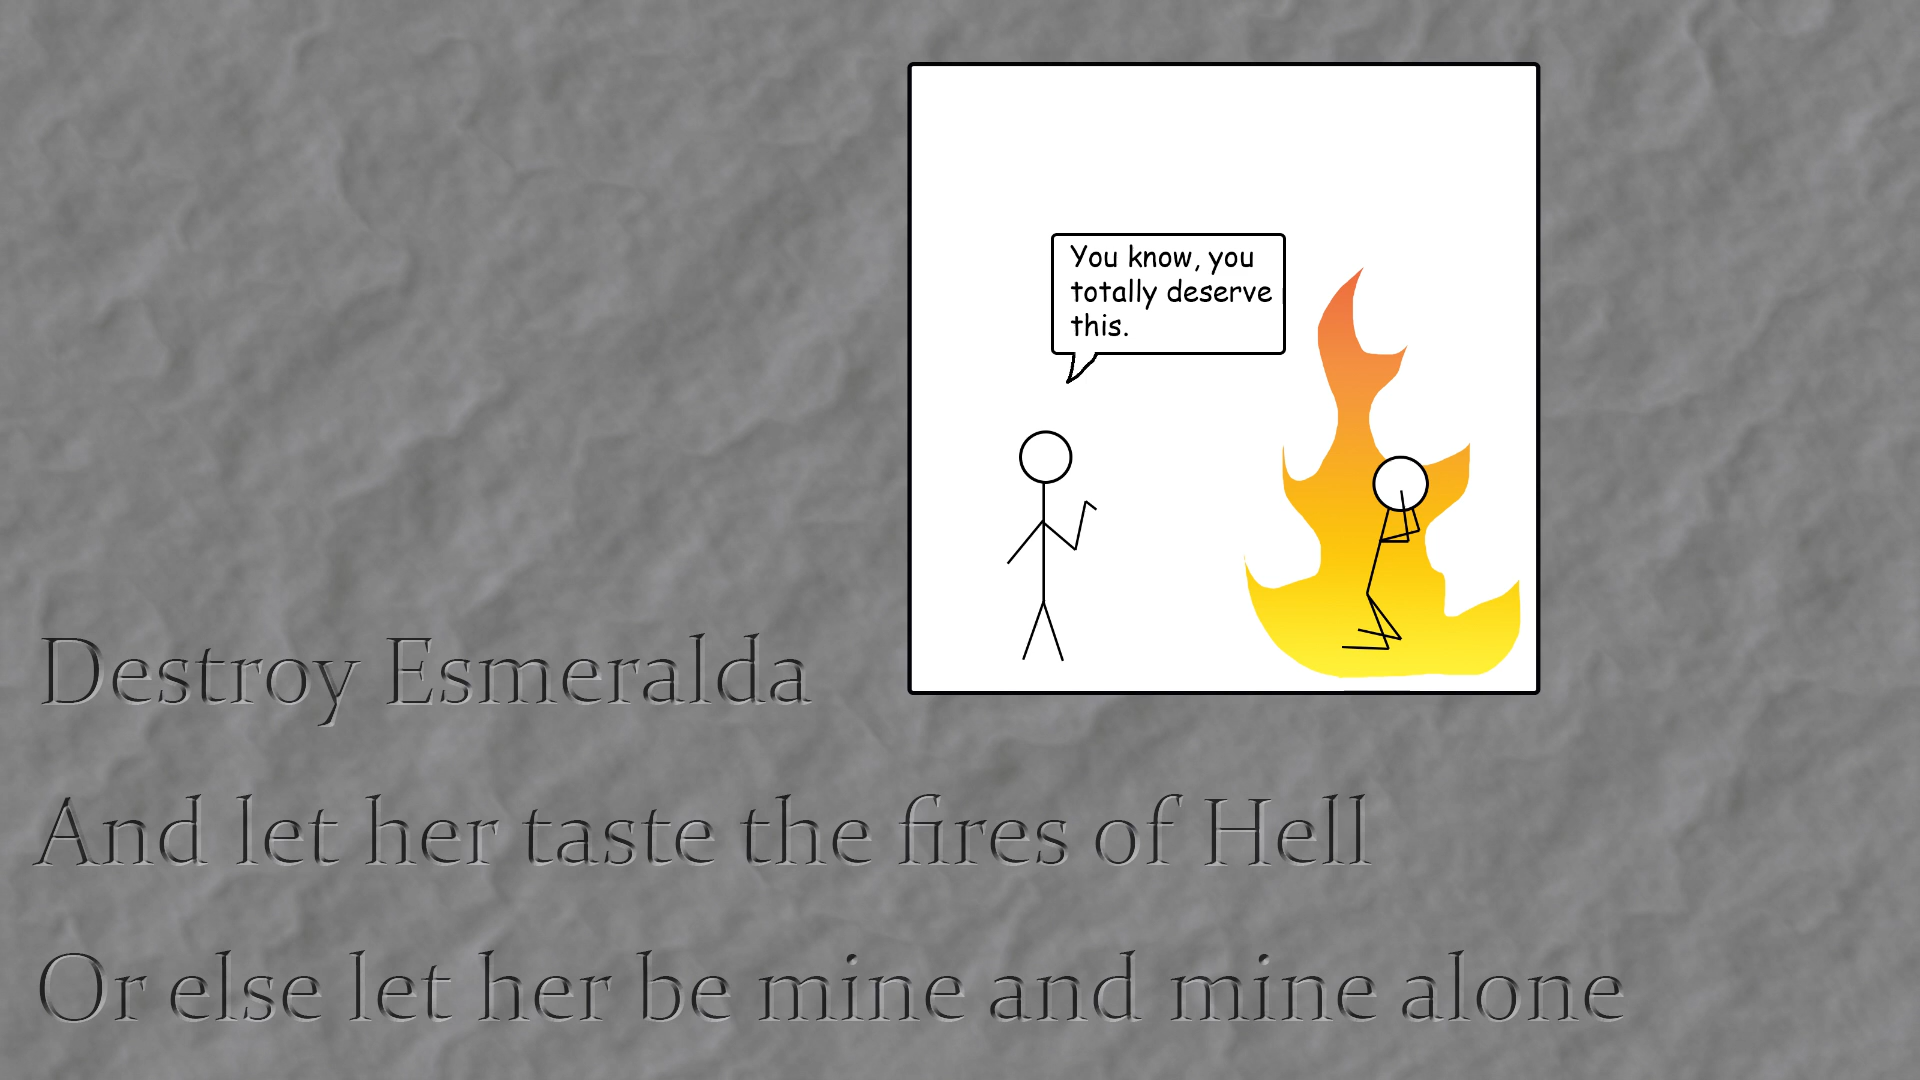 You know, you
totally deserve
this.
Destroy Esmeralda
And let her taste the fires of Hell
Or else let her be mine and mine alone